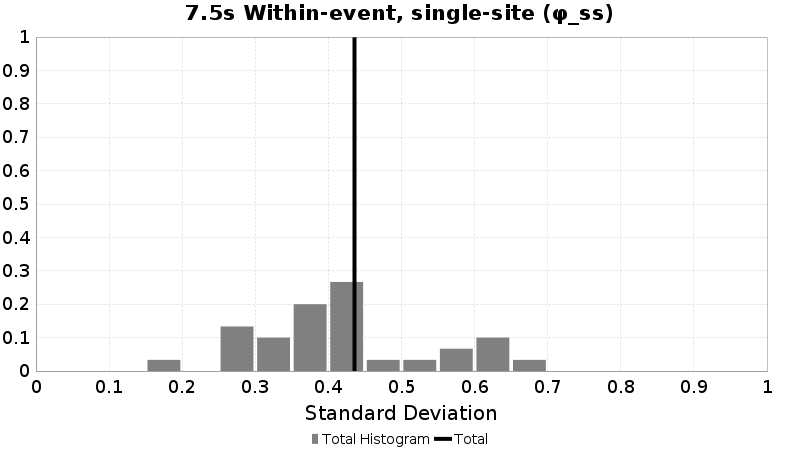 7.5s Within-event, single-site (φ_ss)
1
0.9
0.8
0.7
0.6
0.5
0.4
0.3
0.2
0.1
0
0 0.1 0.2 0.3 0.4 0.5 0.6 0.7 0.8 0.9 1
Standard Deviation
Total Histogram Total